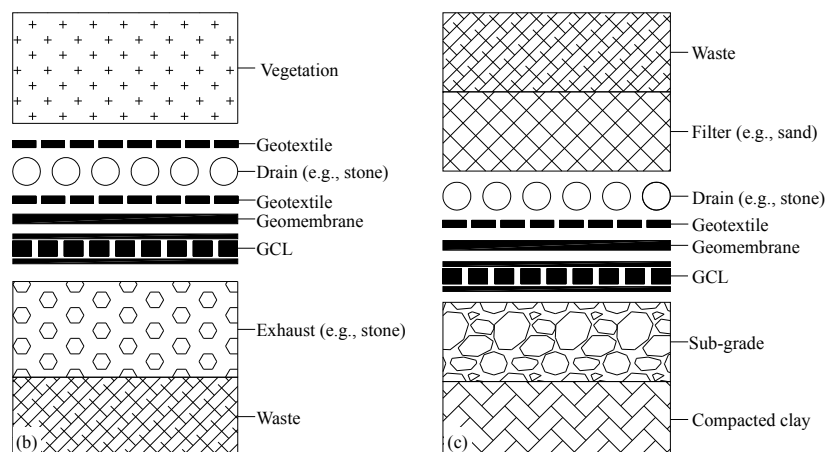 Vegetation
Geotextile
Drain (e.g., stone)
Geotextile
Geomembrane
GCL
Exhaust (e.g., stone)
Waste
(b)
Waste
Filter (e.g., sand)
Drain (e.g., stone)
Geotextile
Geomembrane
GCL
Sub-grade
Compacted clay
(c)